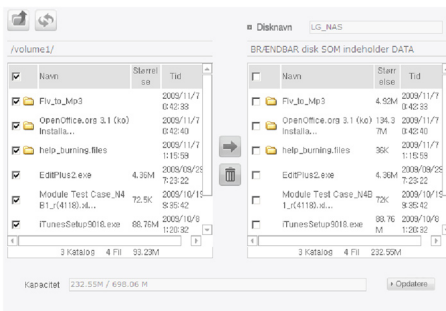 Disknavn LG_NAS
/volume1/
BRÆNDBAR disk SOM indeholder DATA
Navn Størrelse Tid
Flv_to_Mp3 2009/11/7 0:42:33
OpenOffice.org 3.1 (ko) Installa... 2009/11/7 0:42:40
help_burning.files 2009/11/7 1:15:59
EditPlus2.exe 4.36M 2009/09/29 7:23:22
Module Test Case_N4B1_r(4118).xl... 72.5K 2009/10/19 9:35:42
iTunesSetup9018.exe 88.76M 2009/10/8 1:20:32
3 Katalog 4 Fil 93.23M
Navn Størrelse Tid
Flv_to_Mp3 4.92M 2009/11/7 0:42:33
OpenOffice.org 3.1 (ko) Installa... 134.37M 2009/11/7 0:42:40
help_burning.files 36K 2009/11/7 1:15:59
EditPlus2.exe 4.36M 2009/09/29 7:23:22
Module Test Case_N4B1_r(4118).xl... 72K 2009/10/19 9:35:42
iTunesSetup9018.exe 88.76M 2009/10/8 1:20:32
3 Katalog 4 Fil 232.55M
Kapacitet 232.55M / 698.06 M
Opdatere